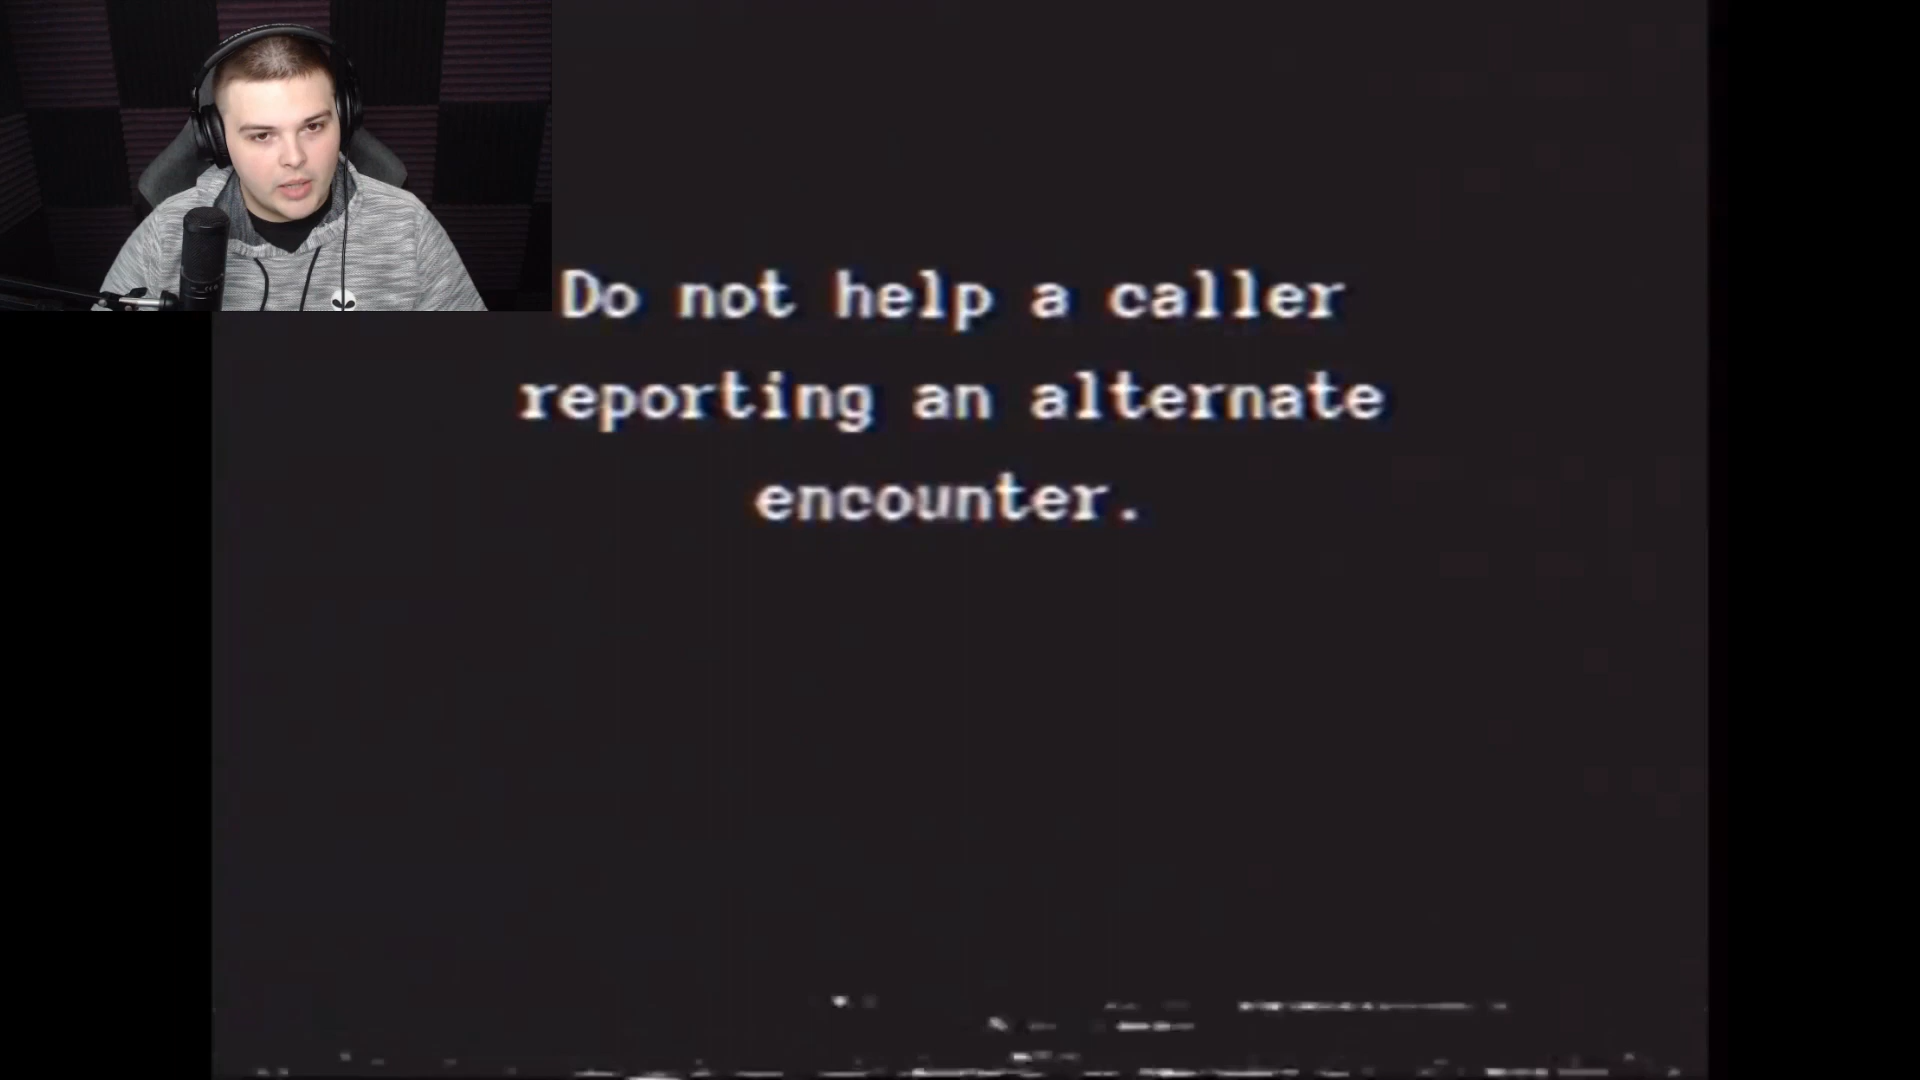 Do not help a caller
reporting an alternate
encounter.